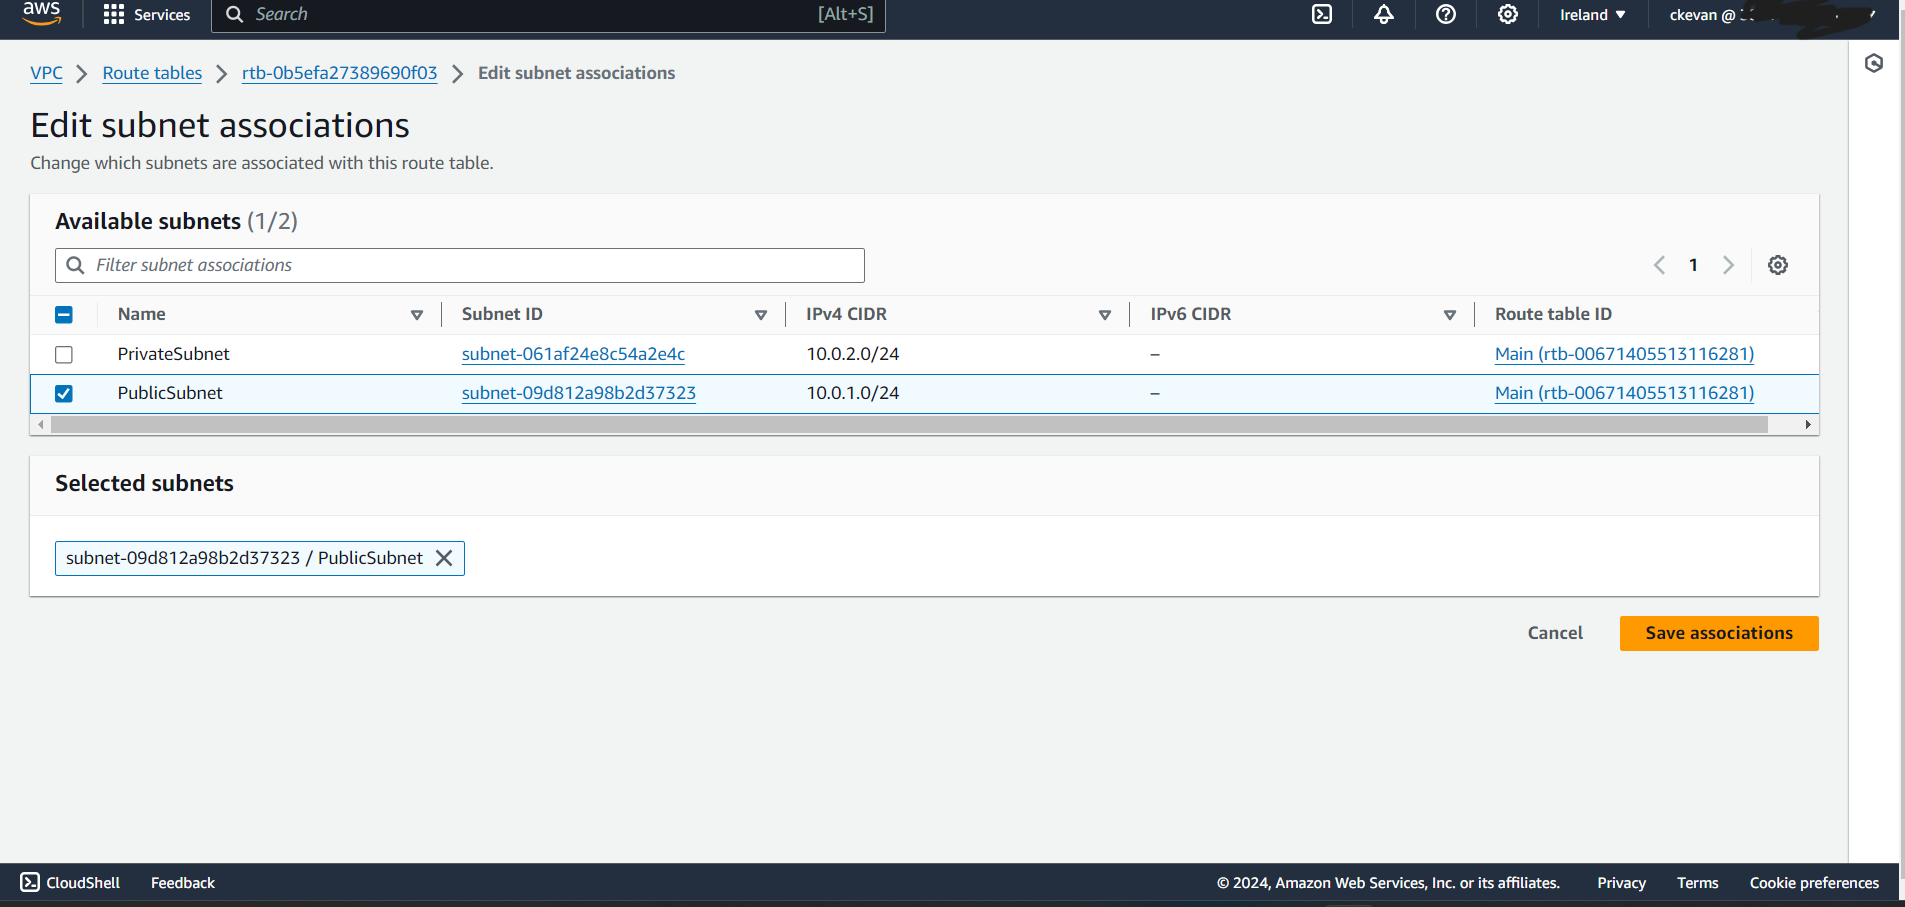 aws Services Search [Alt+S] Ireland ckevan @
VPC Route tables rtb-0b5efa27389690f03 Edit subnet associations
Edit subnet associations
Change which subnets are associated with this route table.
Available subnets (1/2)
Filter subnet associations 1
Name Subnet ID IPv4 CIDR IPv6 CIDR Route table ID
PrivateSubnet subnet-061af24e8c54a2e4c 10.0.2.0/24 – Main (rtb-00671405513116281)
PublicSubnet subnet-09d812a98b2d37323 10.0.1.0/24 – Main (rtb-00671405513116281)
Selected subnets
subnet-09d812a98b2d37323 / PublicSubnet
Cancel Save associations
CloudShell Feedback © 2024, Amazon Web Services, Inc. or its affiliates. Privacy Terms Cookie preferences